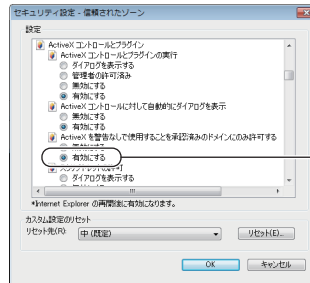 セキュリティ設定 - 信頼されたゾーン
設定
ActiveX コントロールとプラグイン
ActiveX コントロールとプラグインの実行
ダイアログを表示する
管理者の許可済み
無効にする
有効にする
ActiveX コントロールに対して自動的にダイアログを表示
無効にする
有効にする
ActiveX を警告なしで使用することを承認済みのドメインにのみ許可する
有効にする
ダイアログを表示する
*Internet Explorer の再開後に有効になります。
カスタム設定のリセット
リセット先(R):
中 (既定)
リセット(E)...
OK
キャンセル